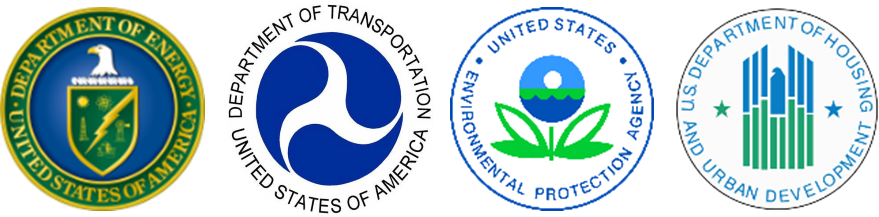 DEPARTMENT OF ENERGY
UNITED STATES OF AMERICA
DEPARTMENT OF TRANSPORTATION
UNITED STATES OF AMERICA
UNITED STATES
ENVIRONMENTAL PROTECTION AGENCY
U.S. DEPARTMENT OF HOUSING
AND URBAN DEVELOPMENT